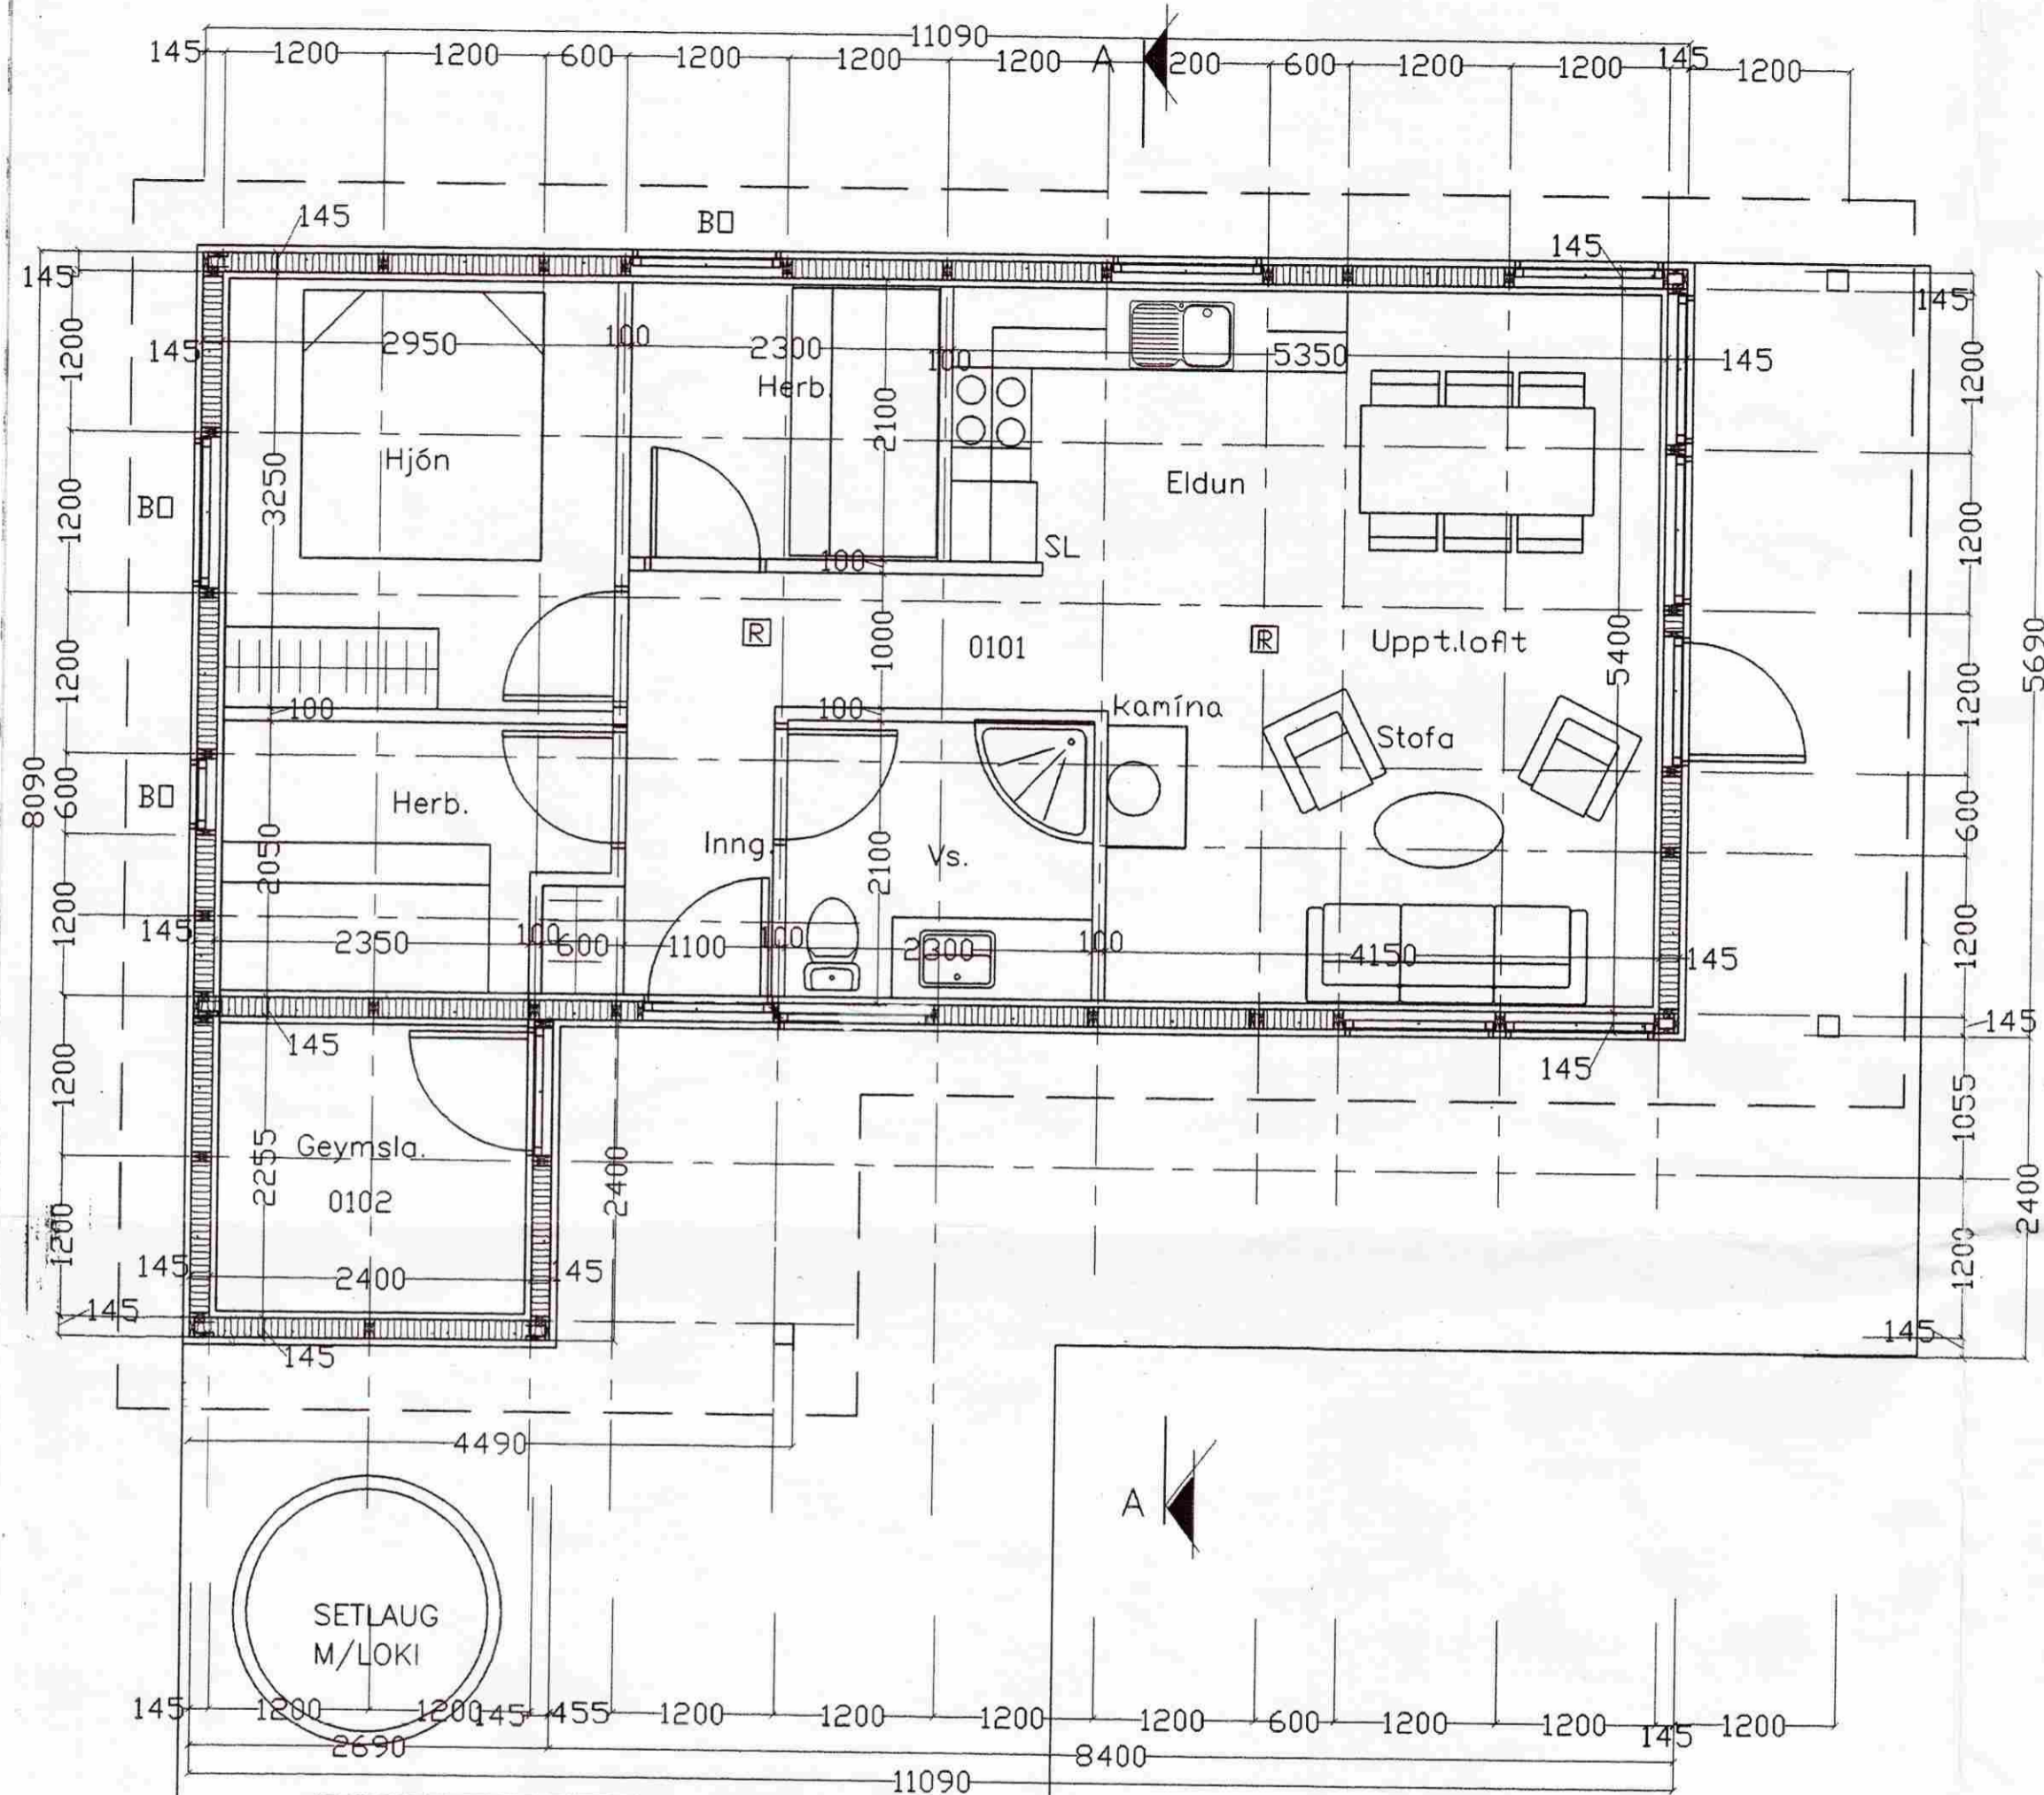 11090
145 1200 1200 600 1200 1200 1200 A 200 600 1200 1200 145 1200
BO
145 145
145 145
2950 100 2300 100 5350
145 145
Herb.
1200 1200
2100
Hjón
3250
Eldun
BO
1200 1200
SL
100
R 0101 R Uppt.loft
1000
5400
5690
1200 1200
100 100
kamína
Stofa
8090
600 600
BO
Herb.
Inng. Vs.
2050 2100
1200 1200
145 2350 100 600 1100 100 2300 100 4150 145
145
145 145
1200 1055
Geymsla.
2255
0102
2400 2400
1200 1200
145 2400 45
145
145
145
4490
A
SETLAUG
M/LOKI
145 1200 1200 145 455 1200 1200 1200 1200 600 1200 1200 145 1200
2690
8400
11090